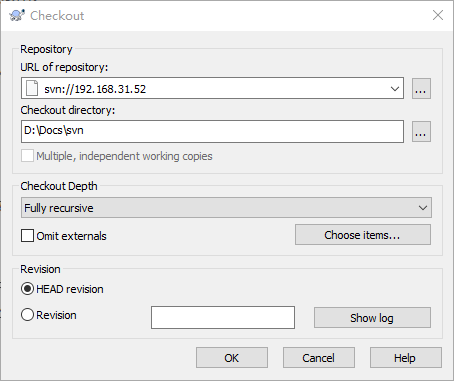 Checkout
Repository
URL of repository:
svn://192.168.31.52
...
Checkout directory:
D:\Docs\svn
...
Multiple, independent working copies
Checkout Depth
Fully recursive
Omit externals
Choose items...
Revision
HEAD revision
Revision
Show log
OK
Cancel
Help